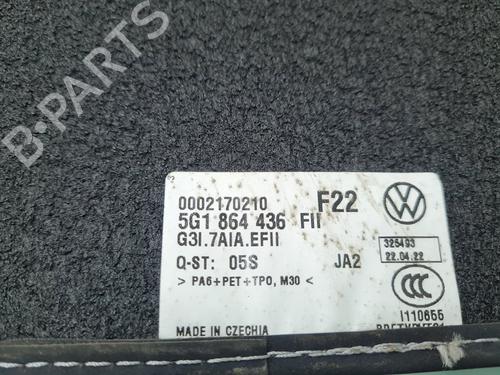 B-PARTS
0002170210 F22
5G1 864 436 FII
G3I.7AIA.EFII
325493
Q-ST: 05S JA2 22.04.22
> PA6+PET+TPO, M30 <
CCC
I110655
MADE IN CZECHIA